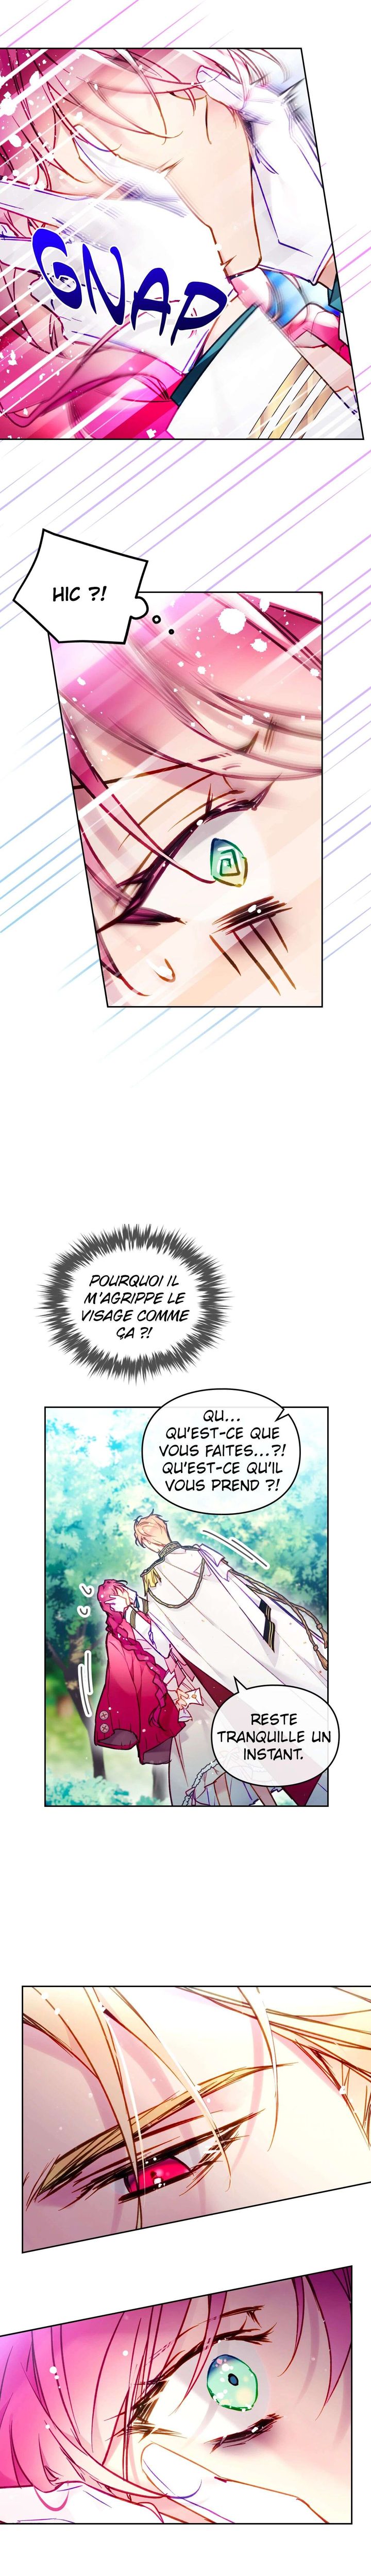 GNAP
HIC ?!
POURQUOI IL
M'AGRIPPE LE
VISAGE COMME
ÇA ?!
QU...
QU'EST-CE QUE
VOUS FAITES...?!
QU'EST-CE QU'IL
VOUS PREND ?!
RESTE
TRANQUILLE UN
INSTANT.